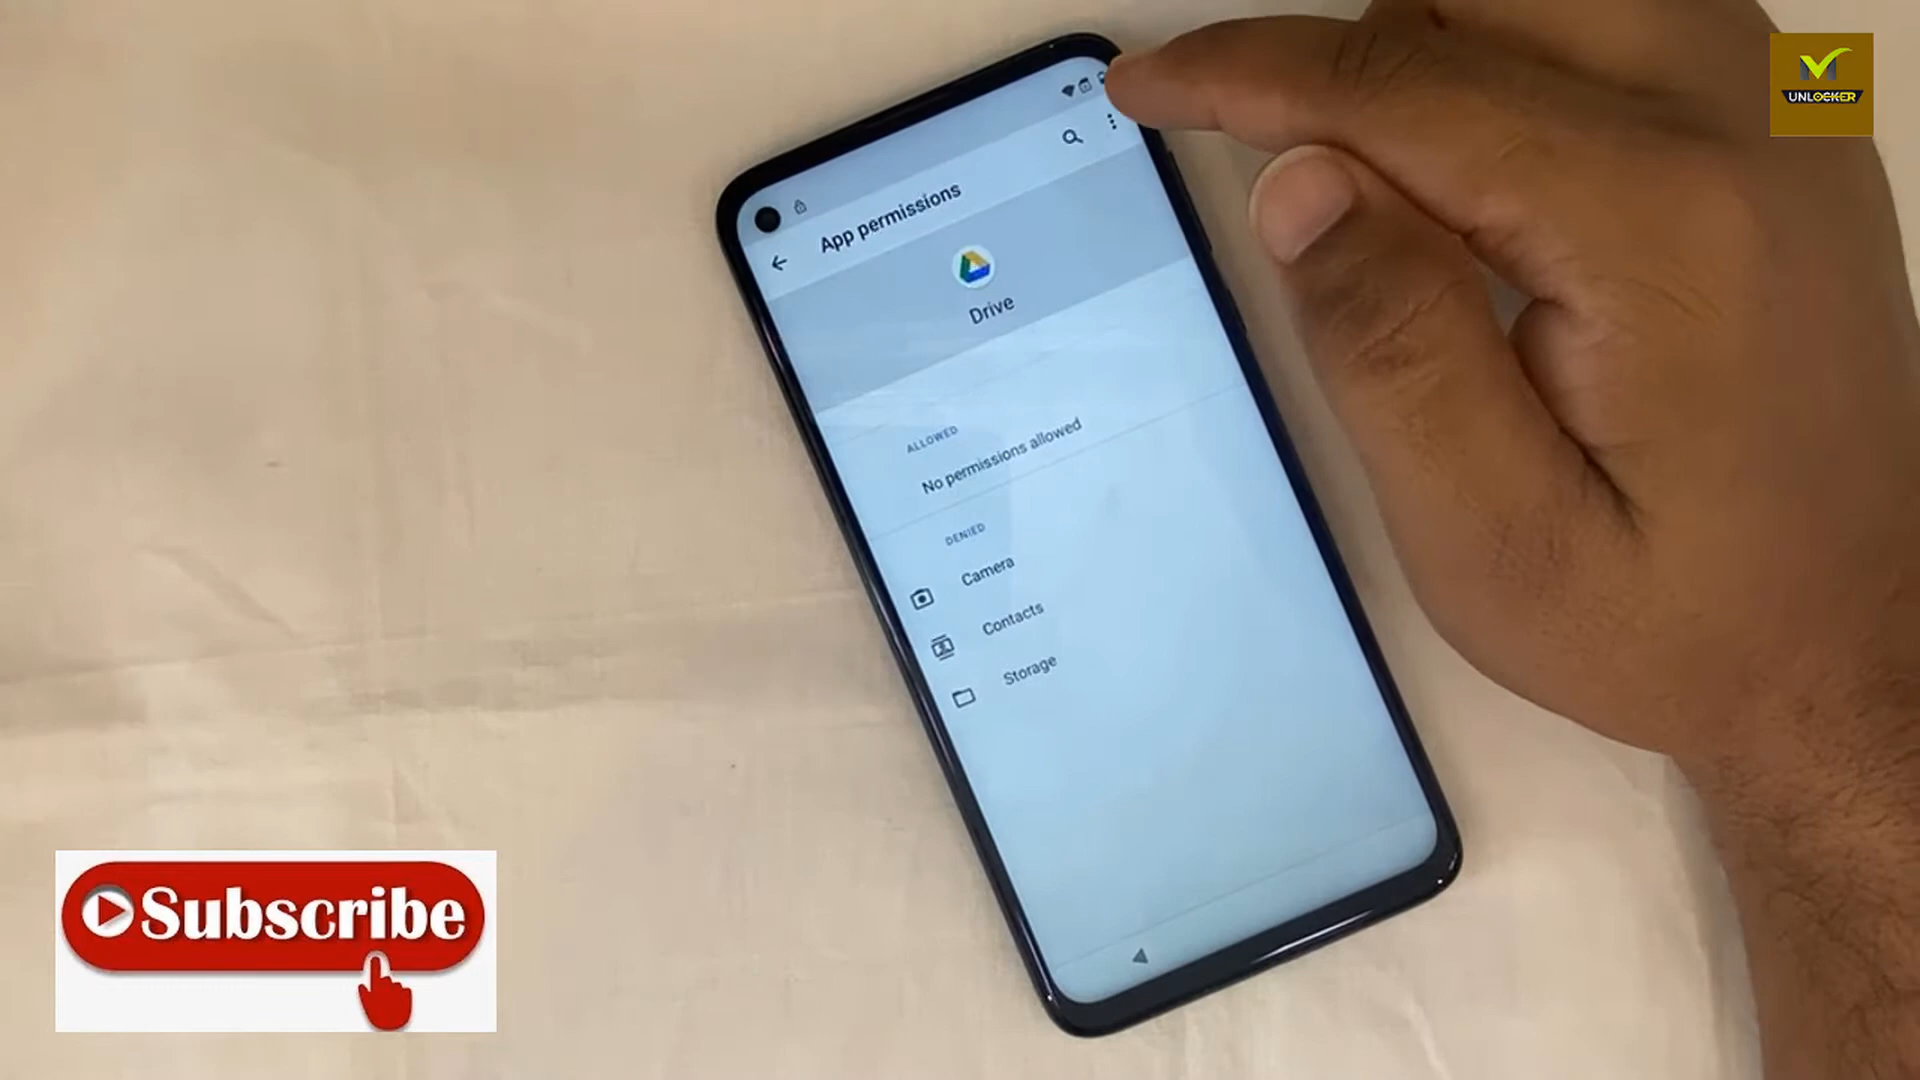 UNLOCKER
App permissions
Drive
ALLOWED
No permissions allowed
DENIED
Camera
Contacts
Storage
Subscribe